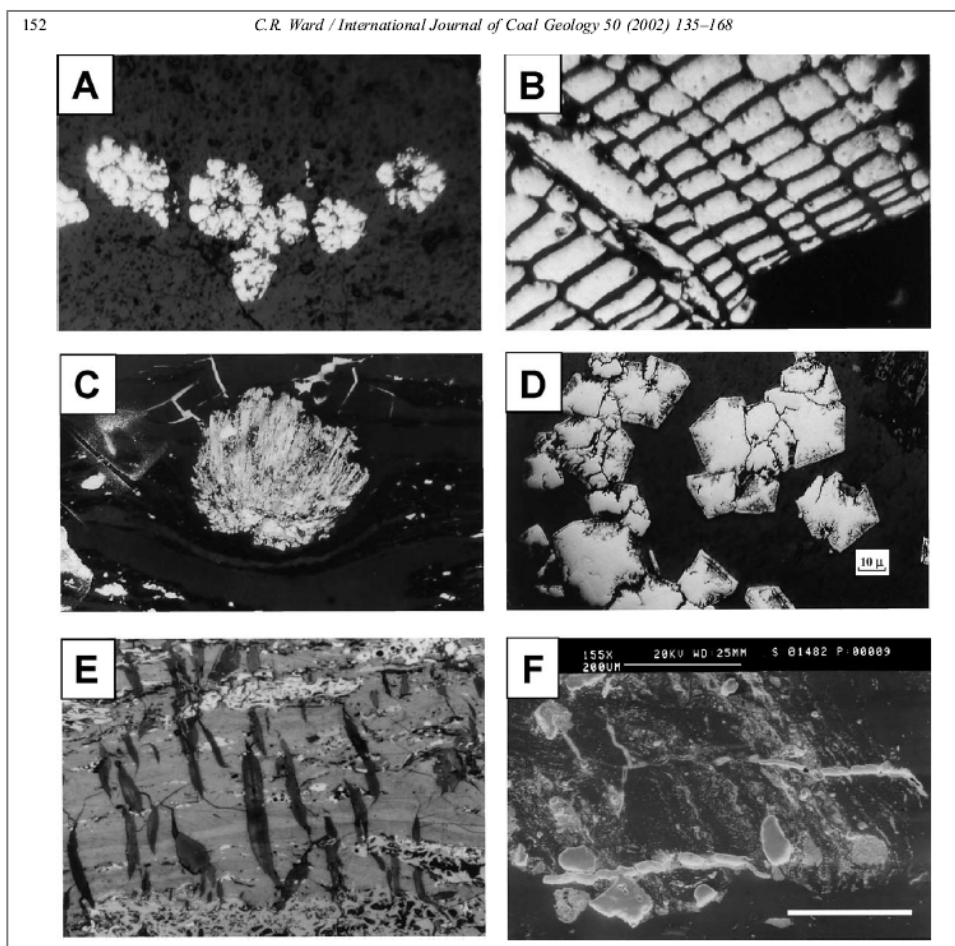 152
C.R. Ward / International Journal of Coal Geology 50 (2002) 135–168
A
B
C
D
10 μ
E
F
155X 20KV WD:25MM S 01482 P:00009
200UM